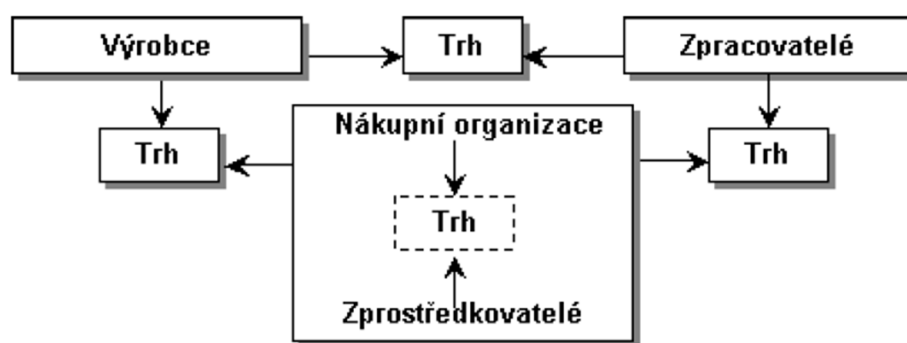 Výrobce
Trh
Zpracovatelé
Trh
Nákupní organizace
Trh
Trh
Zprostředkovatelé